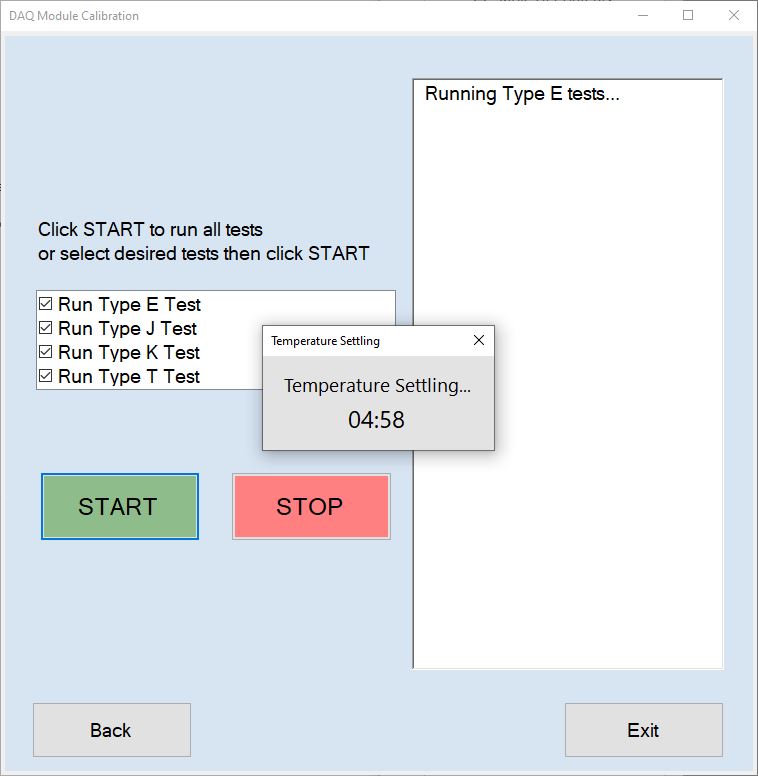 DAQ Module Calibration
Running Type E tests...
Click START to run all tests
or select desired tests then click START
Run Type E Test
Run Type J Test
Run Type K Test
Run Type T Test
Temperature Settling
Temperature Settling...
04:58
START
STOP
Back
Exit